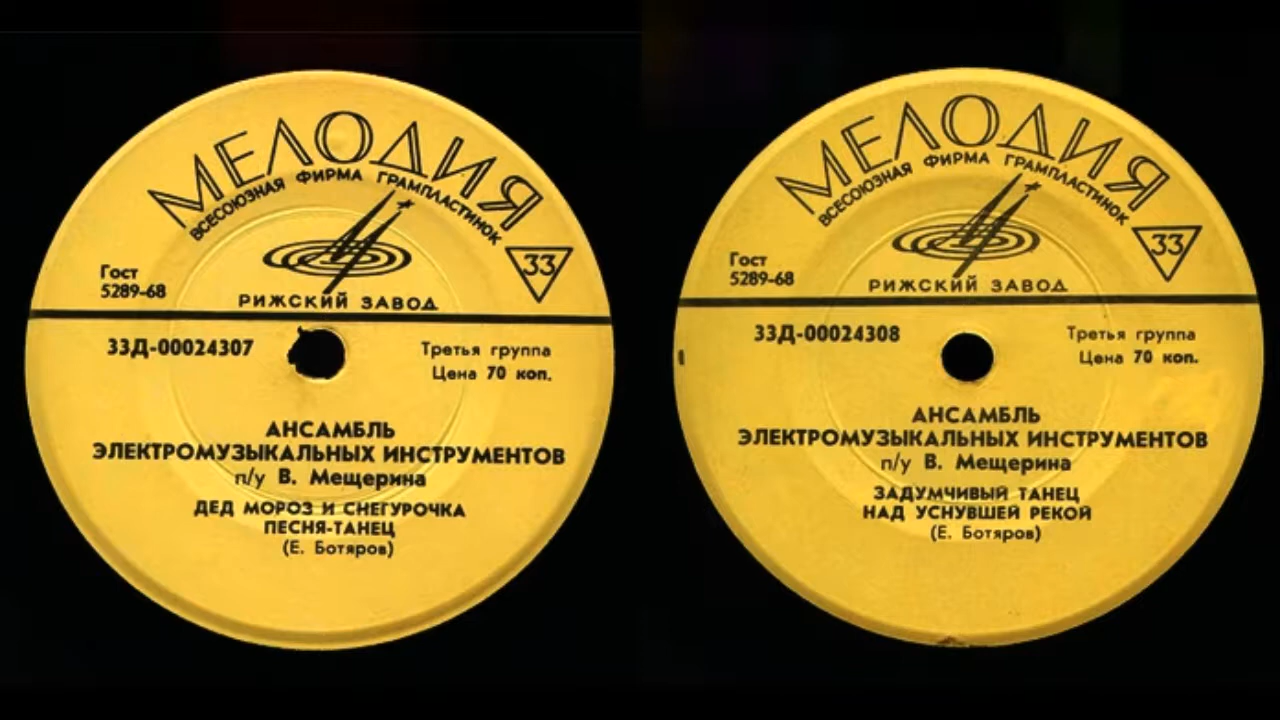 МЕЛОДИЯ
ВСЕСОЮЗНАЯ ФИРМА ГРАМПЛАСТИНОК
33
Гост
5289-68
РИЖСКИЙ ЗАВОД
33Д-00024307
Третья группа
Цена 70 коп.
АНСАМБЛЬ
ЭЛЕКТРОМУЗЫКАЛЬНЫХ ИНСТРУМЕНТОВ
п/у В. Мещерина
ДЕД МОРОЗ И СНЕГУРОЧКА
ПЕСНЯ-ТАНЕЦ
(Е. Ботяров)
МЕЛОДИЯ
ВСЕСОЮЗНАЯ ФИРМА ГРАМПЛАСТИНОК
33
Гост
5289-68
РИЖСКИЙ ЗАВОД
33Д-00024308
Третья группа
Цена 70 коп.
АНСАМБЛЬ
ЭЛЕКТРОМУЗЫКАЛЬНЫХ ИНСТРУМЕНТОВ
п/у В. Мещерина
ЗАДУМЧИВЫЙ ТАНЕЦ
НАД УСНУВШЕЙ РЕКОЙ
(Е. Ботяров)